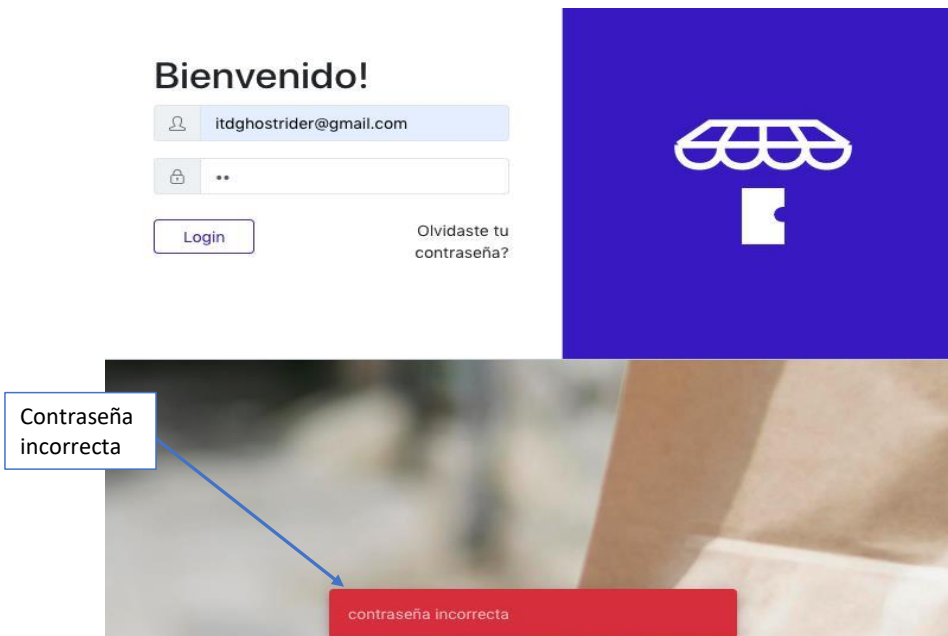 Bienvenido!
itdghostrider@gmail.com
••
Login
Olvidaste tu
contraseña?
Contraseña
incorrecta
contraseña incorrecta